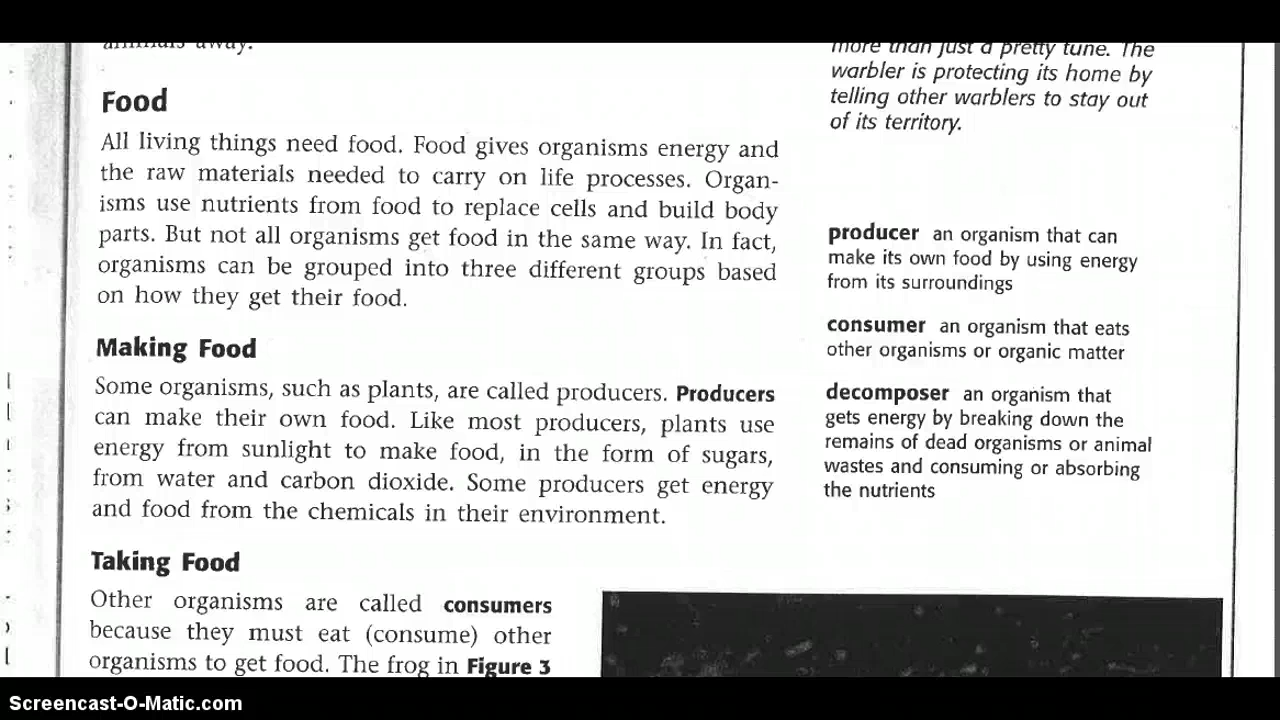 animals away.
Food
All living things need food. Food gives organisms energy and
the raw materials needed to carry on life processes. Organ-
isms use nutrients from food to replace cells and build body
parts. But not all organisms get food in the same way. In fact,
organisms can be grouped into three different groups based
on how they get their food.
Making Food
Some organisms, such as plants, are called producers. Producers
can make their own food. Like most producers, plants use
energy from sunlight to make food, in the form of sugars,
from water and carbon dioxide. Some producers get energy
and food from the chemicals in their environment.
Taking Food
Other organisms are called consumers
because they must eat (consume) other
organisms to get food. The frog in Figure 3
more than just a pretty tune. The
warbler is protecting its home by
telling other warblers to stay out
of its territory.
producer an organism that can
make its own food by using energy
from its surroundings
consumer an organism that eats
other organisms or organic matter
decomposer an organism that
gets energy by breaking down the
remains of dead organisms or animal
wastes and consuming or absorbing
the nutrients
Screencast-O-Matic.com